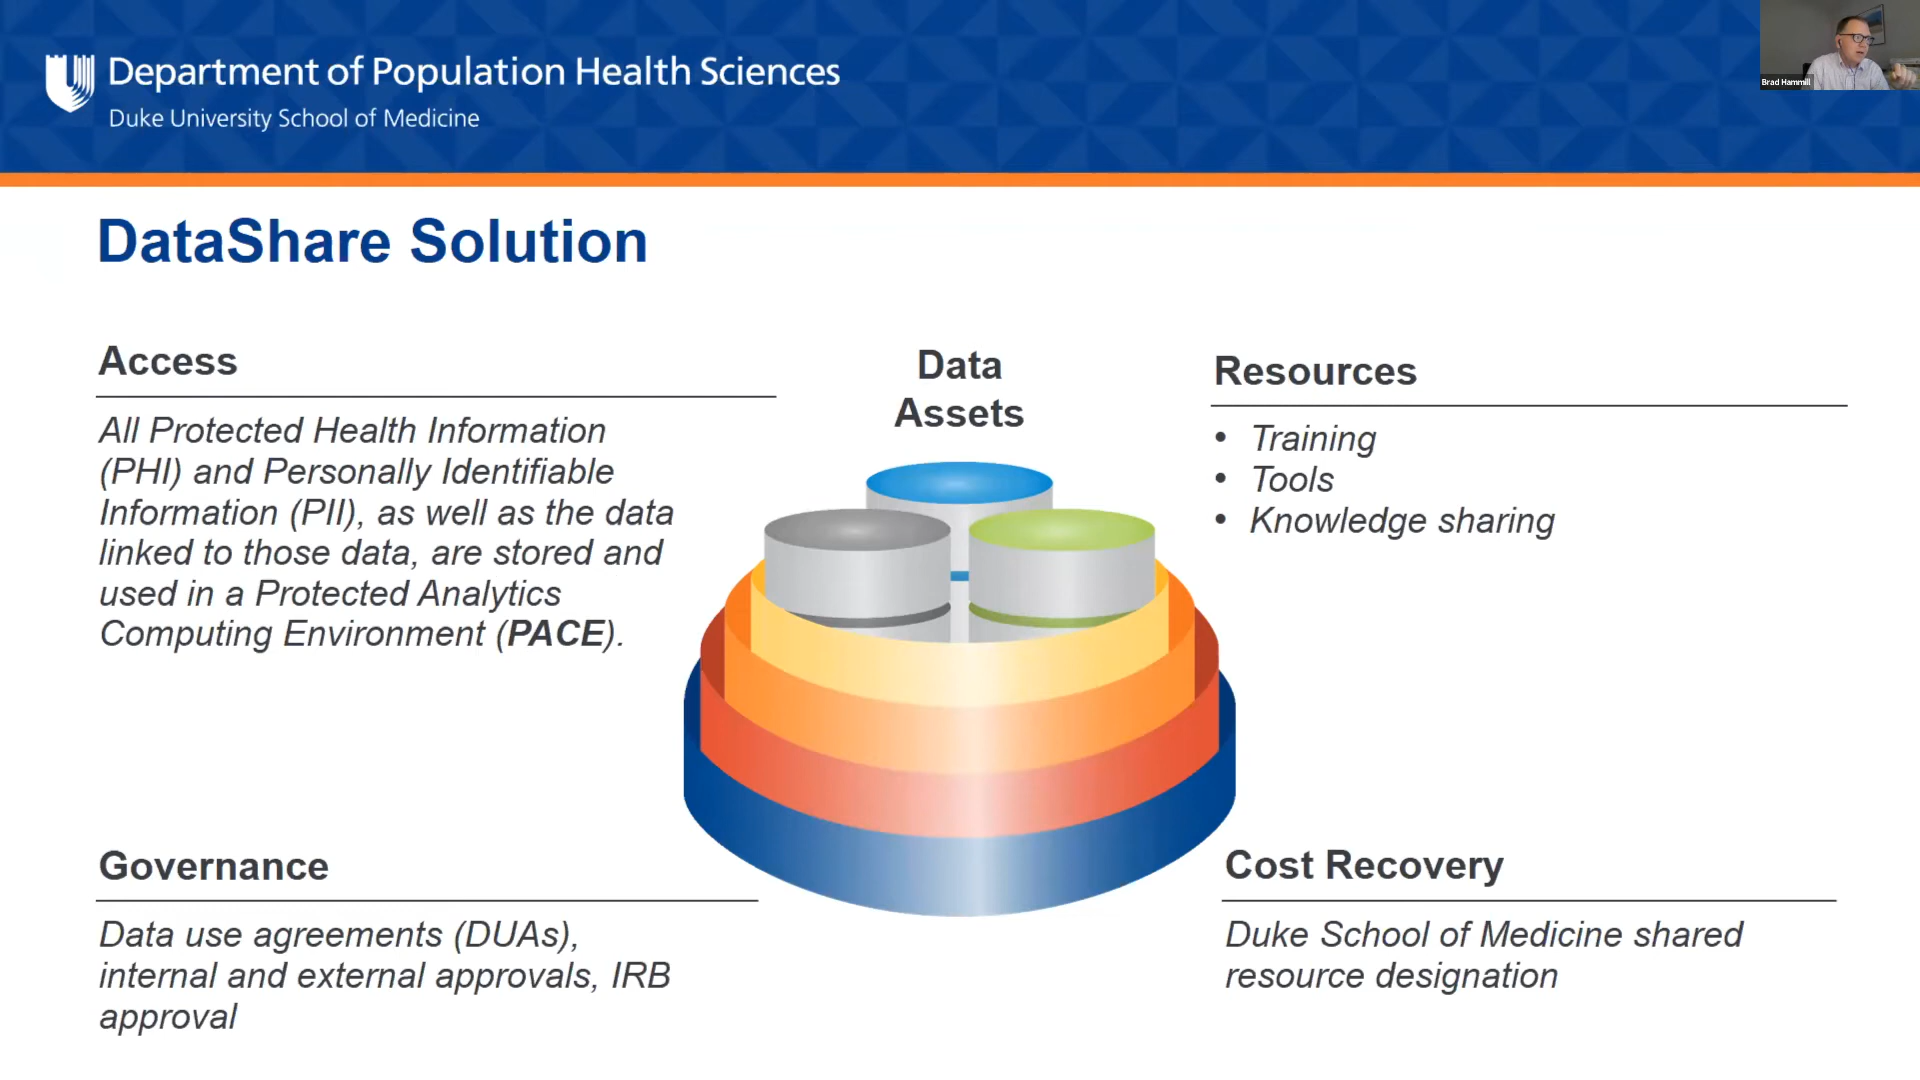 Department of Population Health Sciences
Duke University School of Medicine
Brad Hammill
DataShare Solution
Access
All Protected Health Information
(PHI) and Personally Identifiable
Information (PII), as well as the data
linked to those data, are stored and
used in a Protected Analytics
Computing Environment (PACE).
Data
Assets
Resources
• Training
• Tools
• Knowledge sharing
Governance
Data use agreements (DUAs),
internal and external approvals, IRB
approval
Cost Recovery
Duke School of Medicine shared
resource designation